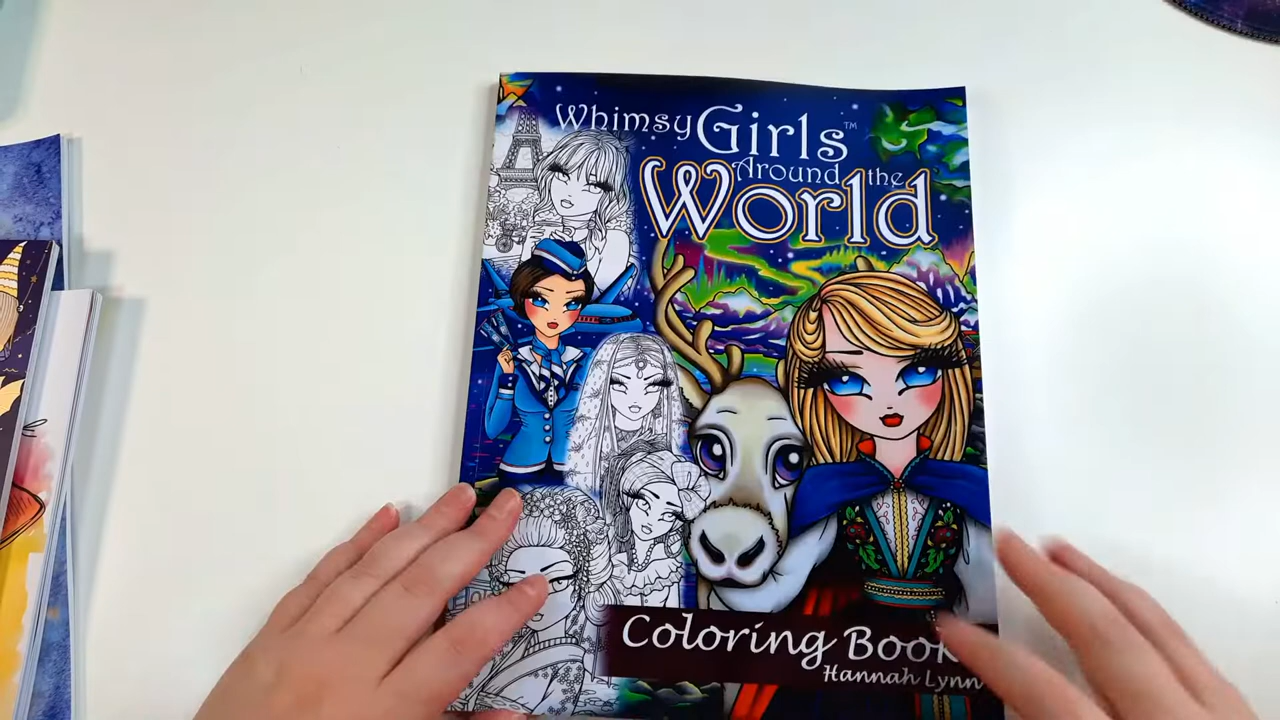 Whimsy Girls™
Around the
World
Coloring Book
Hannah Lynn